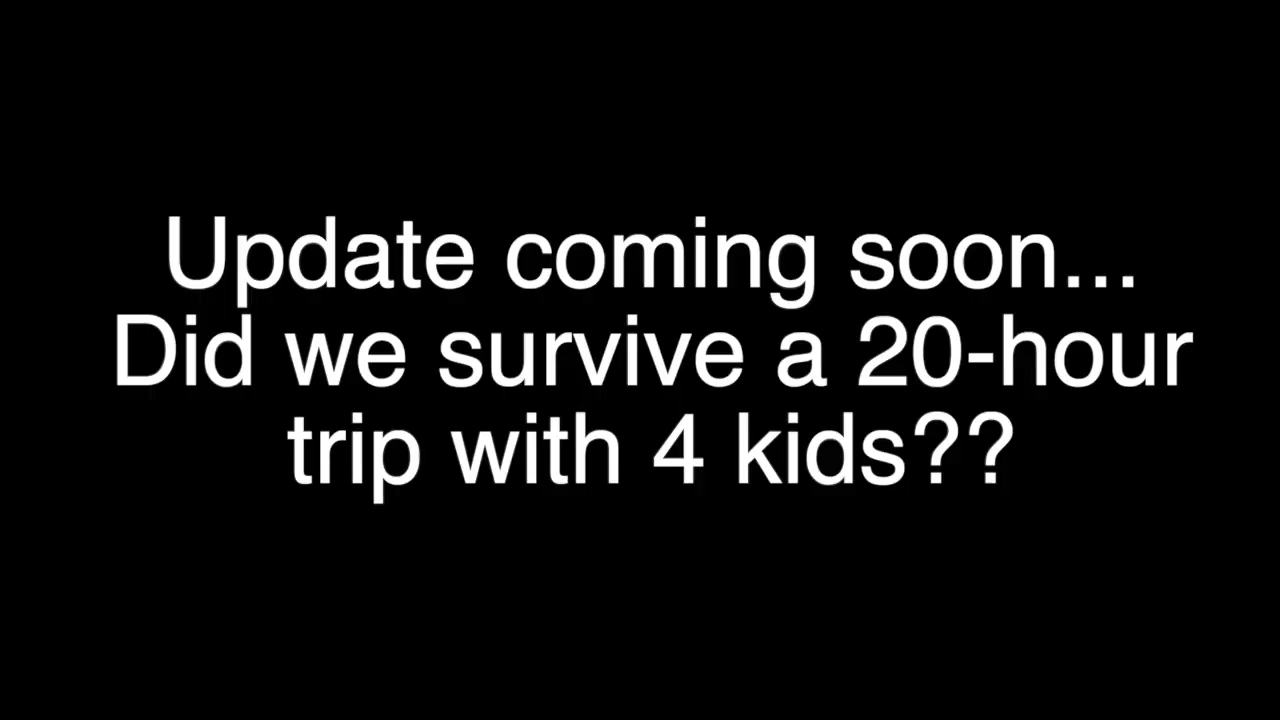 Update coming soon...
Did we survive a 20-hour
trip with 4 kids??